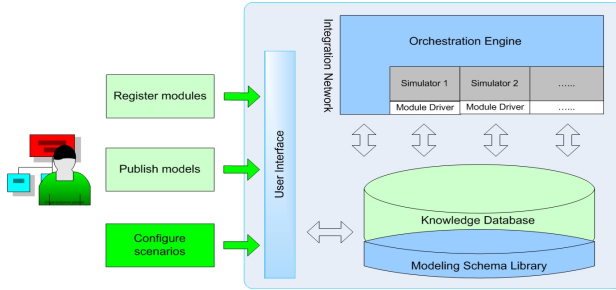 Register modules
Publish models
Configure
scenarios
User Interface
Integration Network
Orchestration Engine
Simulator 1
Simulator 2
......
Module Driver
Module Driver
......
Knowledge Database
Modeling Schema Library